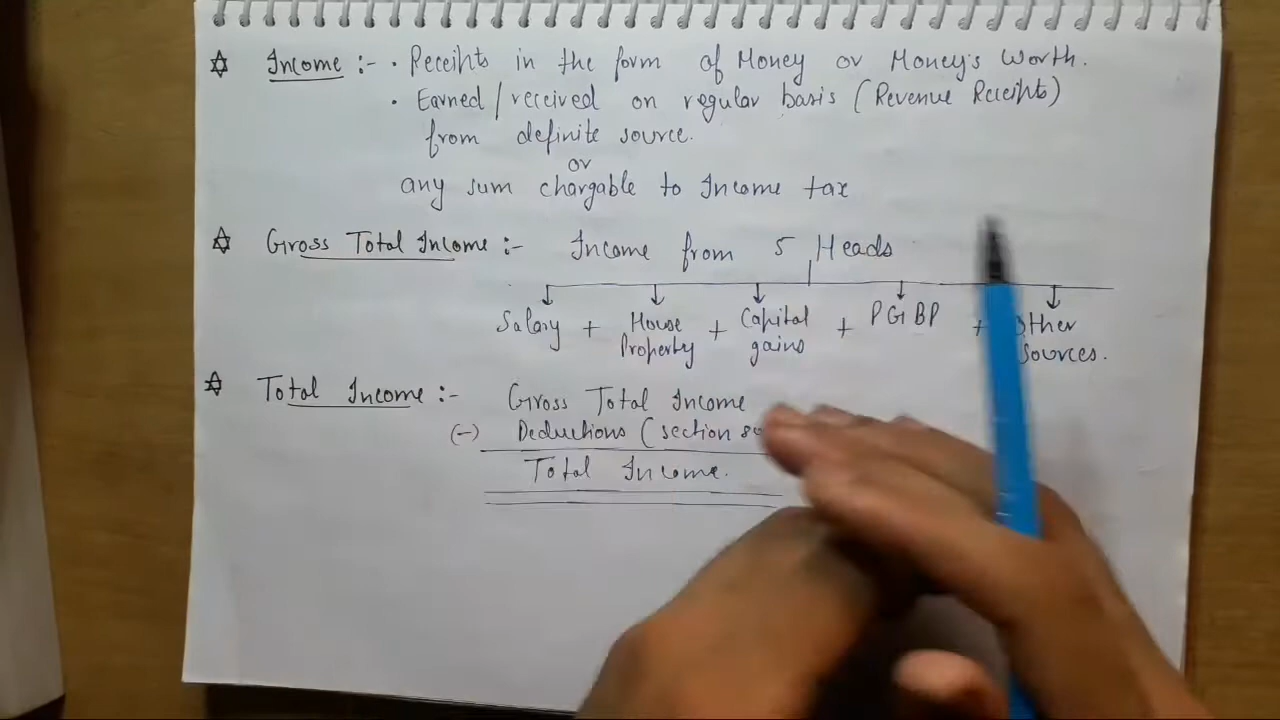 ✡ Income :- • Receipts in the form of Money or Money's Worth.
• Earned/received on regular basis (Revenue Receipts)
from definite source.
or
any sum chargable to Income tax
✡ Gross Total Income :- Income from 5 Heads
Salary + House Property + Capital gains + PGBP + Other Sources.
✡ Total Income :- Gross Total Income
(-) Deductions (section
Total Income.